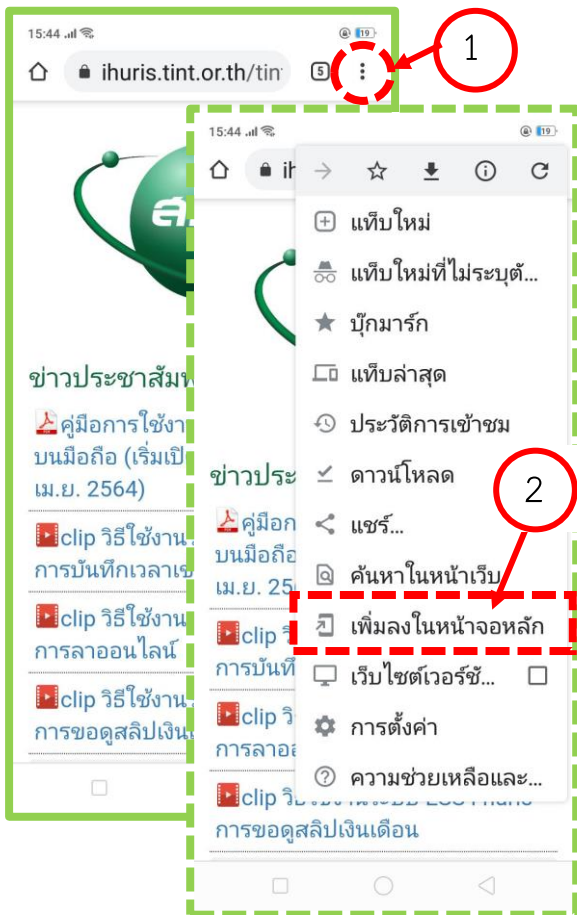 15:44
19
1
ihuris.tint.or.th/tin
5
ข่าวประชาสัมพ
คู่มือการใช้งา
บนมือถือ (เริ่มเปิ
เม.ย. 2564)
clip วิธีใช้งาน
การบันทึกเวลาเข
clip วิธีใช้งาน
การลาออนไลน์
clip วิธีใช้งาน
การขอดูสลิปเงินเ
15:44
19
ih
แท็บใหม่
แท็บใหม่ที่ไม่ระบุตั...
บุ๊กมาร์ก
แท็บล่าสุด
ประวัติการเข้าชม
ดาวน์โหลด
2
แชร์...
ค้นหาในหน้าเว็บ
เพิ่มลงในหน้าจอหลัก
เว็บไซต์เวอร์ชั...
การตั้งค่า
ความช่วยเหลือและ...
ข่าวประ
คู่มือก
บนมือถือ
เม.ย. 25
clip วิ
การบันทึ
clip วิ
การลาออ
clip
การขอดูสลิปเงินเดือน